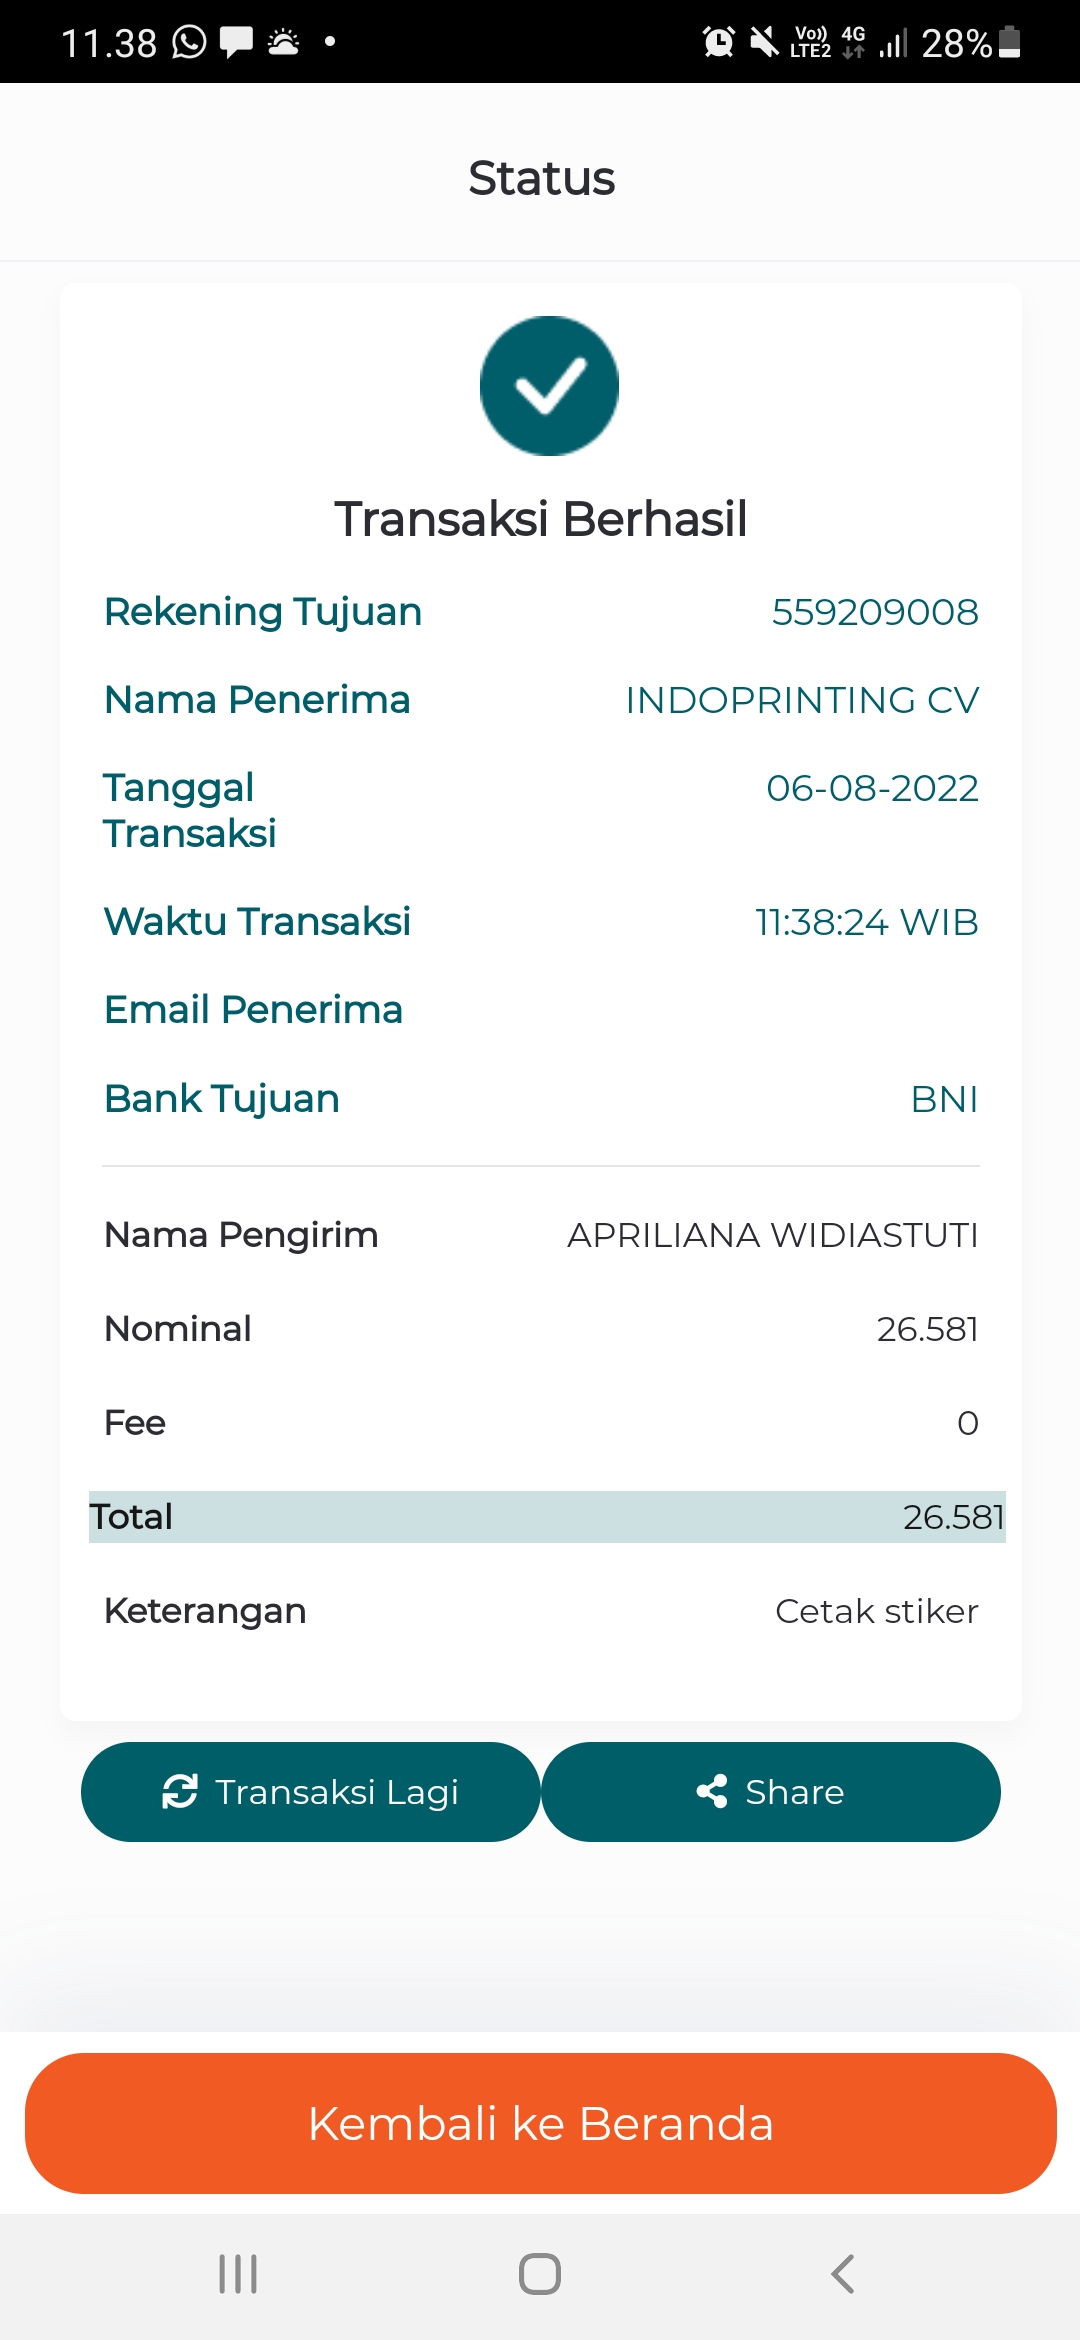 11.38
Vo)) LTE2 4G 28%
Status
Transaksi Berhasil
Rekening Tujuan 559209008
Nama Penerima INDOPRINTING CV
Tanggal Transaksi 06-08-2022
Waktu Transaksi 11:38:24 WIB
Email Penerima
Bank Tujuan BNI
Nama Pengirim APRILIANA WIDIASTUTI
Nominal 26.581
Fee 0
Total 26.581
Keterangan Cetak stiker
Transaksi Lagi Share
Kembali ke Beranda